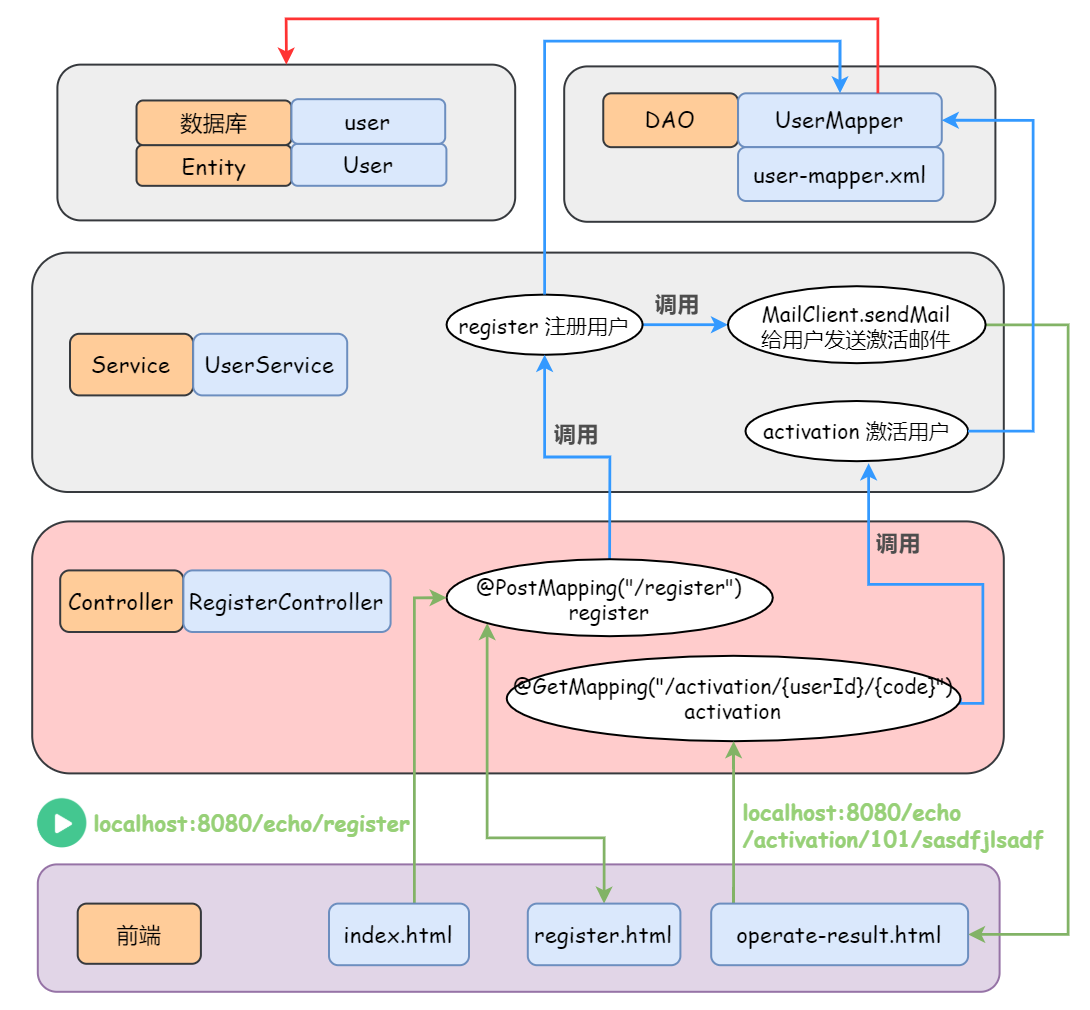 数据库
user
Entity
User
DAO
UserMapper
user-mapper.xml
Service
UserService
register 注册用户
调用
MailClient.sendMail
给用户发送激活邮件
调用
activation 激活用户
调用
Controller
RegisterController
@PostMapping("/register")
register
@GetMapping("/activation/{userId}/{code}")
activation
localhost:8080/echo/register
localhost:8080/echo
/activation/101/sasdfjlsadf
前端
index.html
register.html
operate-result.html